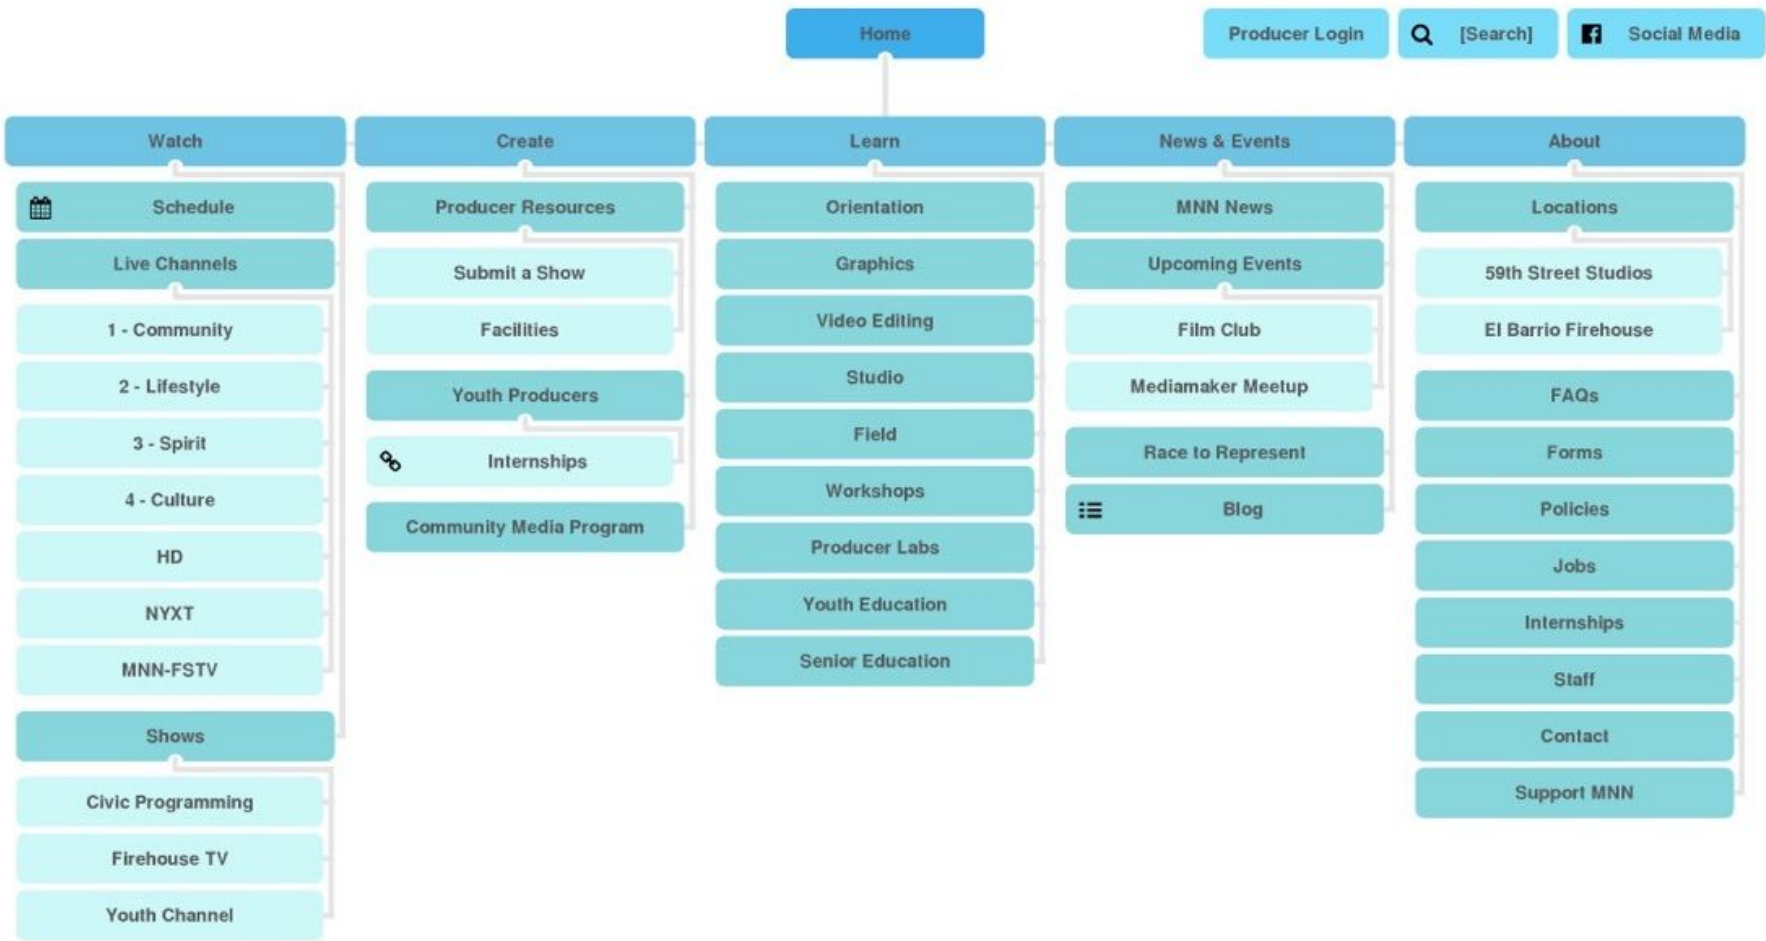 Home
Producer Login
[Search]
Social Media
Watch
Schedule
Live Channels
1 - Community
2 - Lifestyle
3 - Spirit
4 - Culture
HD
NYXT
MNN-FSTV
Shows
Civic Programming
Firehouse TV
Youth Channel
Create
Producer Resources
Submit a Show
Facilities
Youth Producers
Internships
Community Media Program
Learn
Orientation
Graphics
Video Editing
Studio
Field
Workshops
Producer Labs
Youth Education
Senior Education
News & Events
MNN News
Upcoming Events
Film Club
Mediamaker Meetup
Race to Represent
Blog
About
Locations
59th Street Studios
El Barrio Firehouse
FAQs
Forms
Policies
Jobs
Internships
Staff
Contact
Support MNN